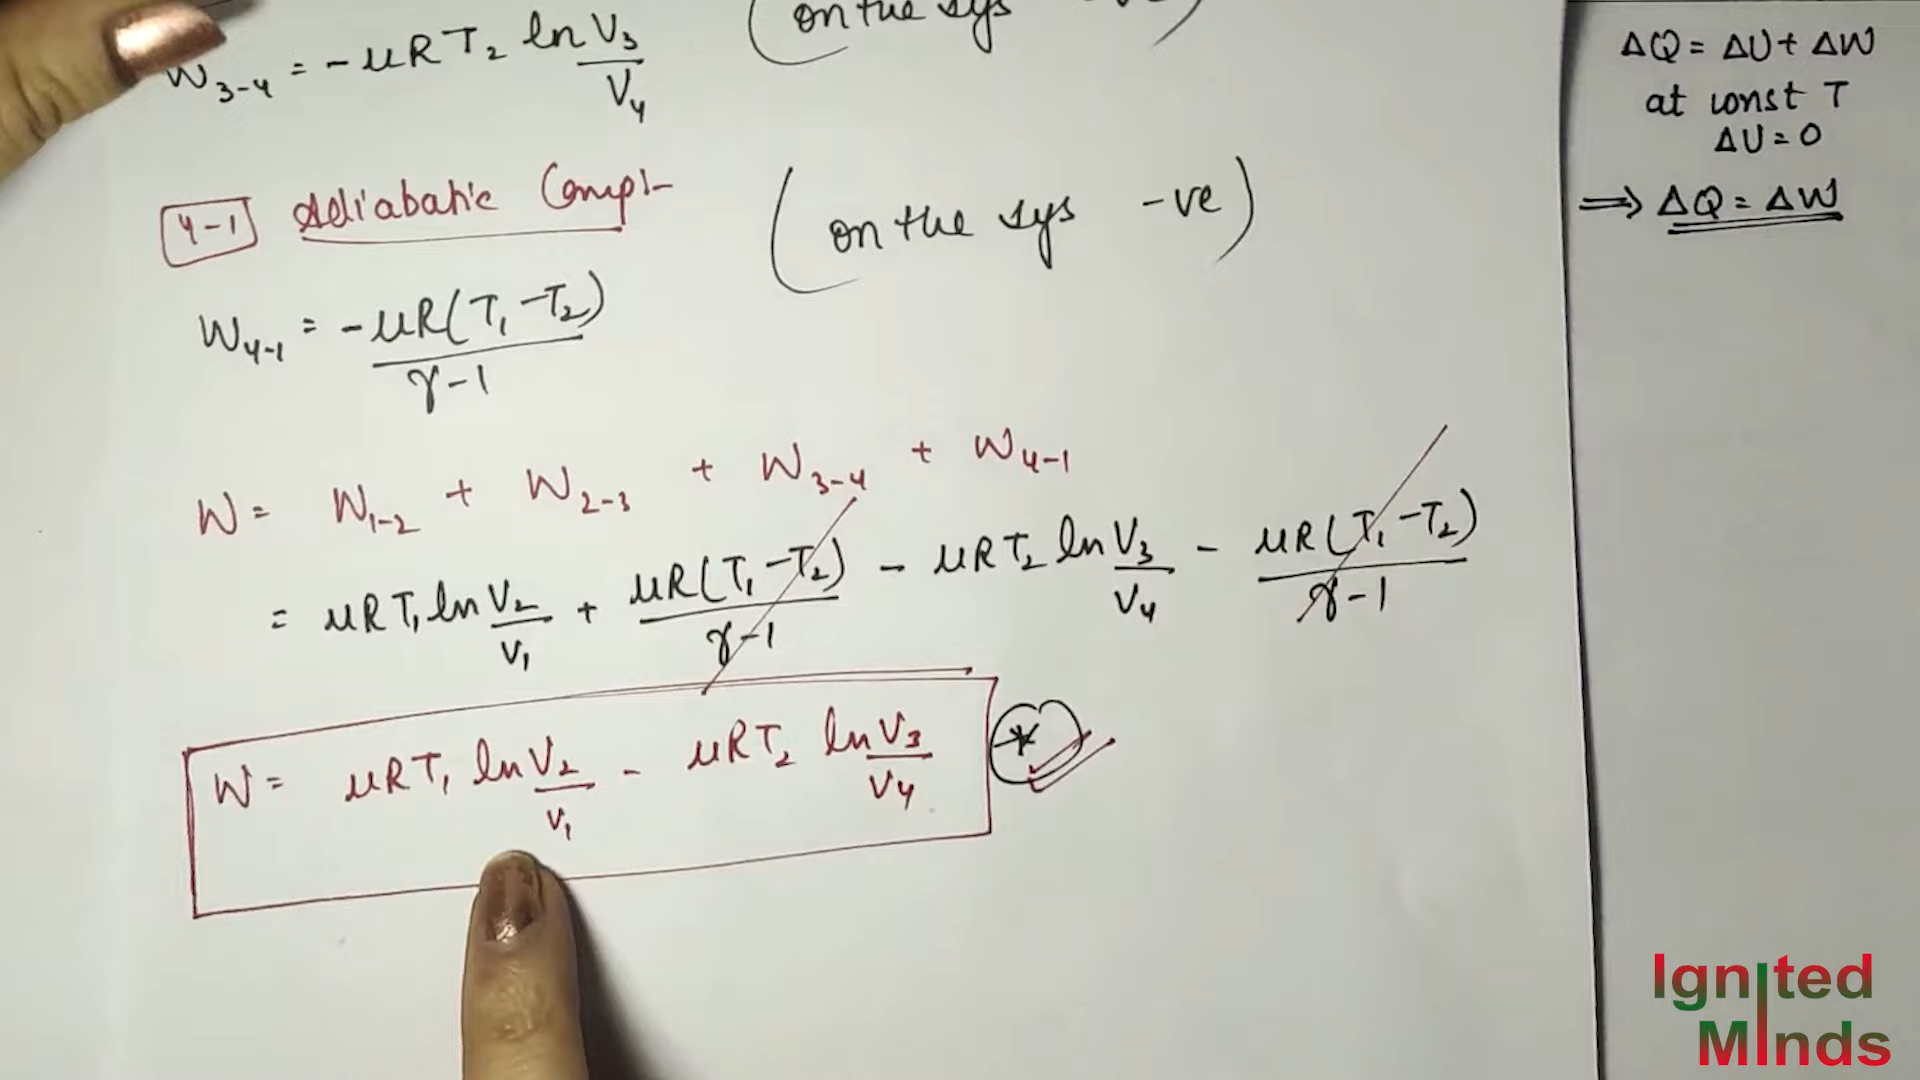 (on the sys -ve)
W3-4 = -μRT2 ln V3/V4
4-1 Adiabatic Comp!-
(on the sys -ve)
W4-1 = -μR(T1-T2)/γ-1
W = W1-2 + W2-3 + W3-4 + W4-1
= μRT1 ln V2/V1 + μR(T1-T2)/γ-1 - μRT2 ln V3/V4 - μR(T1-T2)/γ-1
W = μRT1 ln V2/V1 - μRT2 ln V3/V4 *
ΔQ = ΔU + ΔW
at const T
ΔU = 0
⇒ ΔQ = ΔW
Ignited
Minds